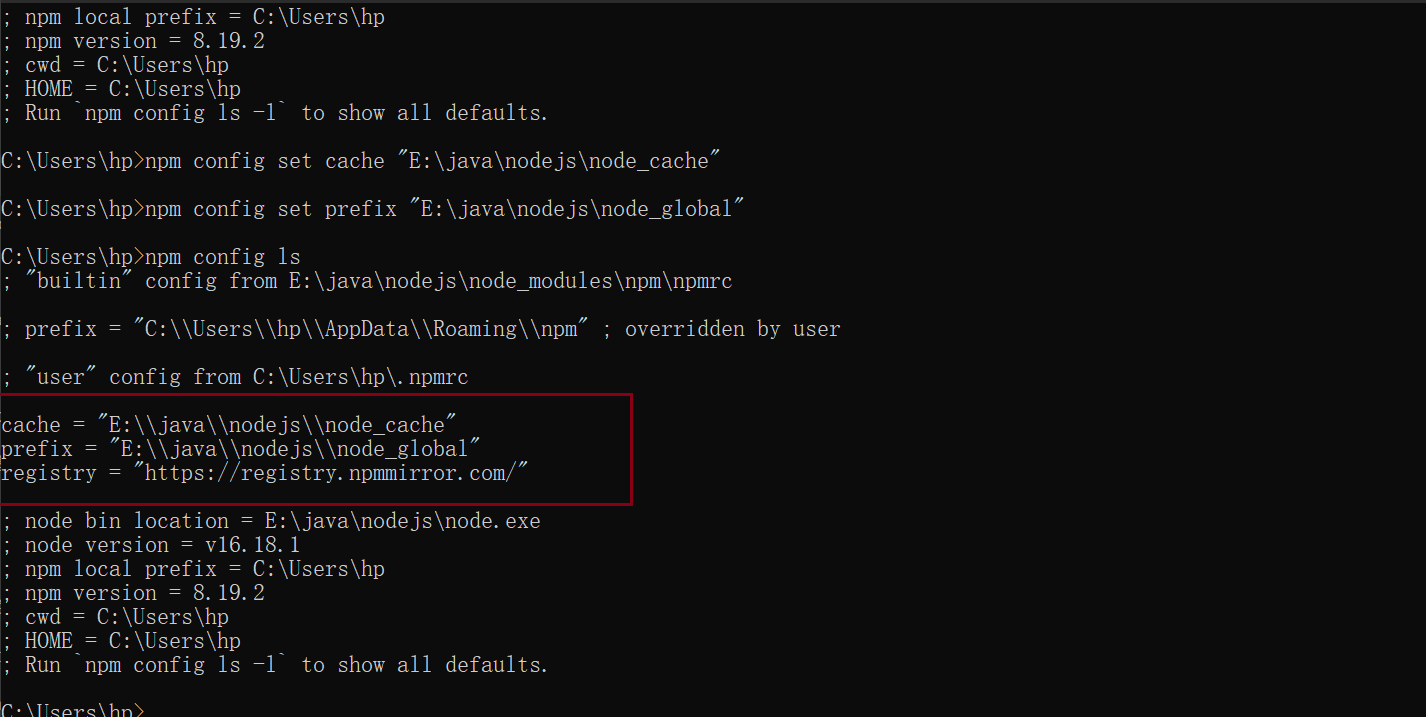 ; npm local prefix = C:\Users\hp
; npm version = 8.19.2
; cwd = C:\Users\hp
; HOME = C:\Users\hp
; Run `npm config ls -l` to show all defaults.
C:\Users\hp>npm config set cache "E:\java\nodejs\node_cache"
C:\Users\hp>npm config set prefix "E:\java\nodejs\node_global"
C:\Users\hp>npm config ls
; "builtin" config from E:\java\nodejs\node_modules\npm\npmrc
; prefix = "C:\\Users\\hp\\AppData\\Roaming\\npm" ; overridden by user
; "user" config from C:\Users\hp\.npmrc
cache = "E:\\java\\nodejs\\node_cache"
prefix = "E:\\java\\nodejs\\node_global"
registry = "https://registry.npmmirror.com/"
; node bin location = E:\java\nodejs\node.exe
; node version = v16.18.1
; npm local prefix = C:\Users\hp
; npm version = 8.19.2
; cwd = C:\Users\hp
; HOME = C:\Users\hp
; Run `npm config ls -l` to show all defaults.
C:\Users\hp>